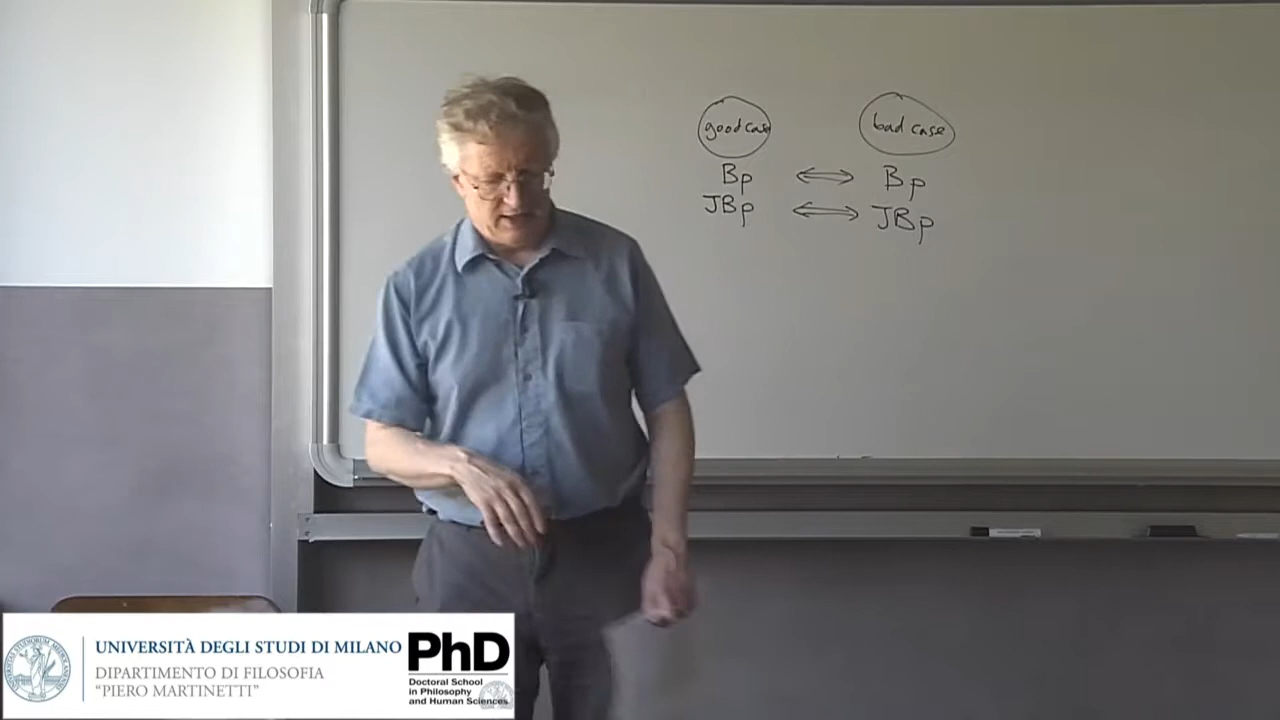 good case bad case
Bp ⟺ Bp
JBp ⟺ JBp
UNIVERSITÀ DEGLI STUDI DI MILANO
DIPARTIMENTO DI FILOSOFIA
“PIERO MARTINETTI”
PhD
Doctoral School
in Philosophy
and Human Sciences